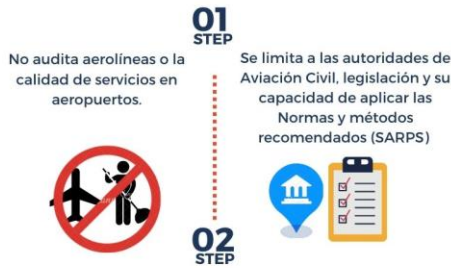 01
STEP
No audita aerolíneas o la
calidad de servicios en
aeropuertos.
Se limita a las autoridades de
Aviación Civil, legislación y su
capacidad de aplicar las
Normas y métodos
recomendados (SARPS)
02
STEP